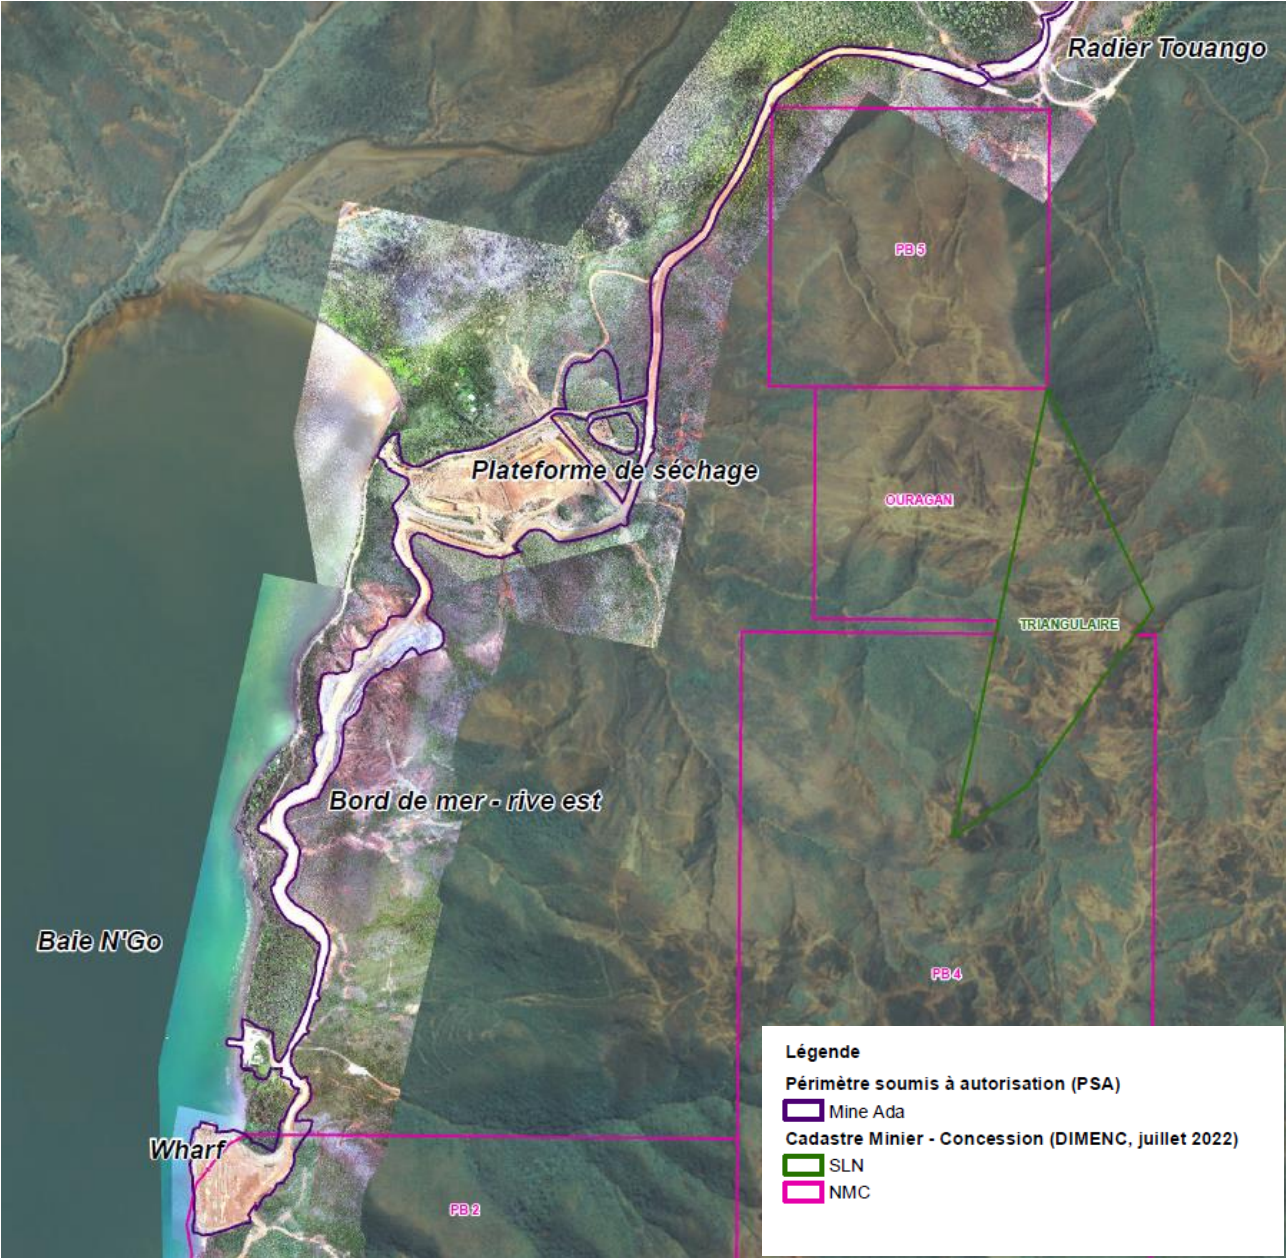 Radier Touango
PB 5
Plateforme de séchage
OURAGAN
TRIANGULAIRE
Bord de mer - rive est
Baie N'Go
PB 4
Wharf
PB 2
Légende
Périmètre soumis à autorisation (PSA)
Mine Ada
Cadastre Minier - Concession (DIMENC, juillet 2022)
SLN
NMC